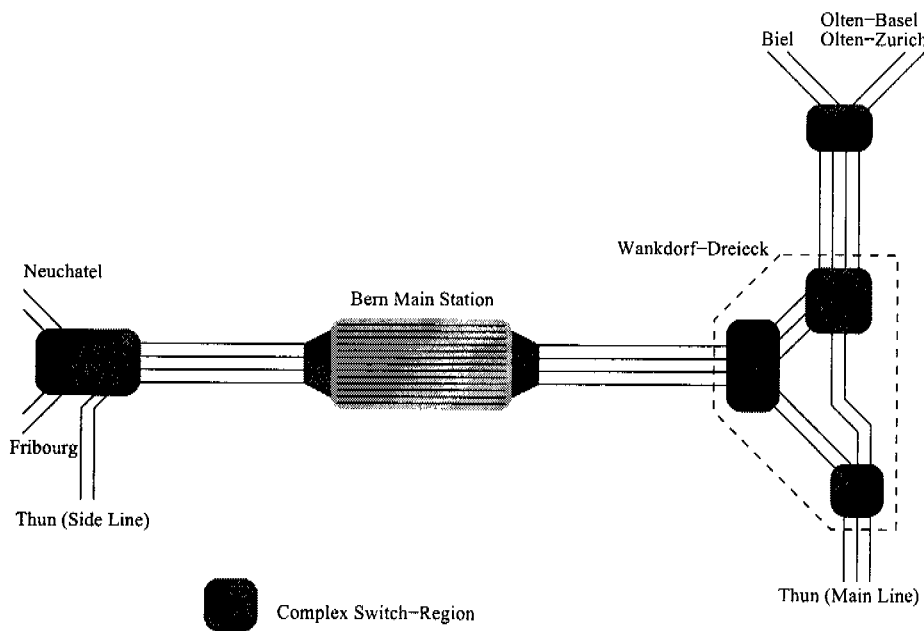 Olten-Basel
Biel Olten-Zurich
Wankdorf-Dreieck
Neuchatel
Bern Main Station
Fribourg
Thun (Side Line)
Thun (Main Line)
Complex Switch-Region